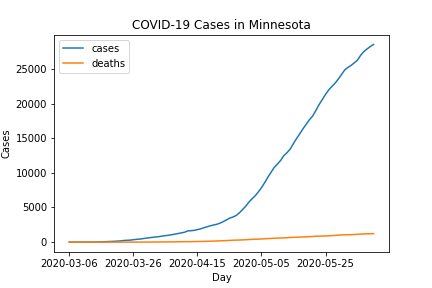 COVID-19 Cases in Minnesota
cases
deaths
25000
20000
15000
10000
5000
0
Cases
2020-03-06 2020-03-26 2020-04-15 2020-05-05 2020-05-25
Day